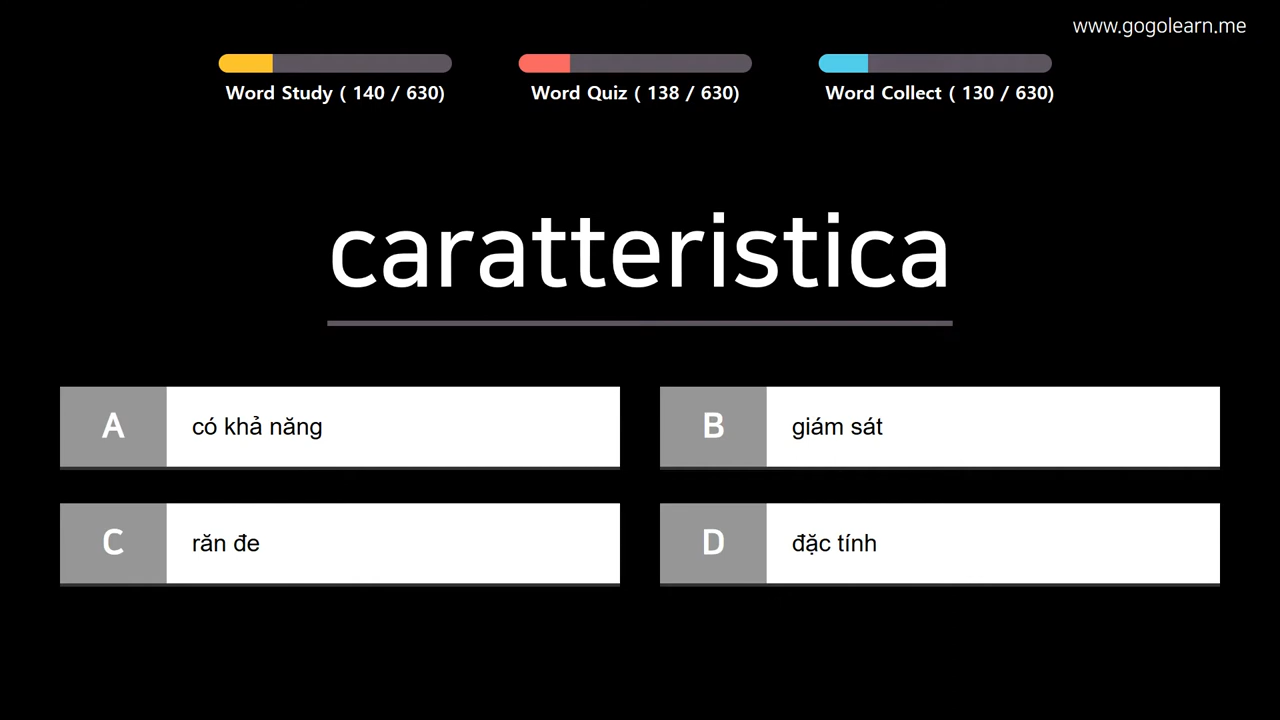 www.gogolearn.me
Word Study ( 140 / 630)
Word Quiz ( 138 / 630)
Word Collect ( 130 / 630)
caratteristica
A có khả năng
B giám sát
C răn đe
D đặc tính